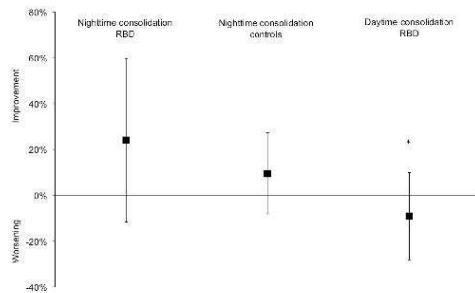 80%
Nighttime consolidation
RBD
Nighttime consolidation
controls
Daytime consolidation
RBD
60%
40%
20%
0%
-20%
-40%
Improvement
Worsening